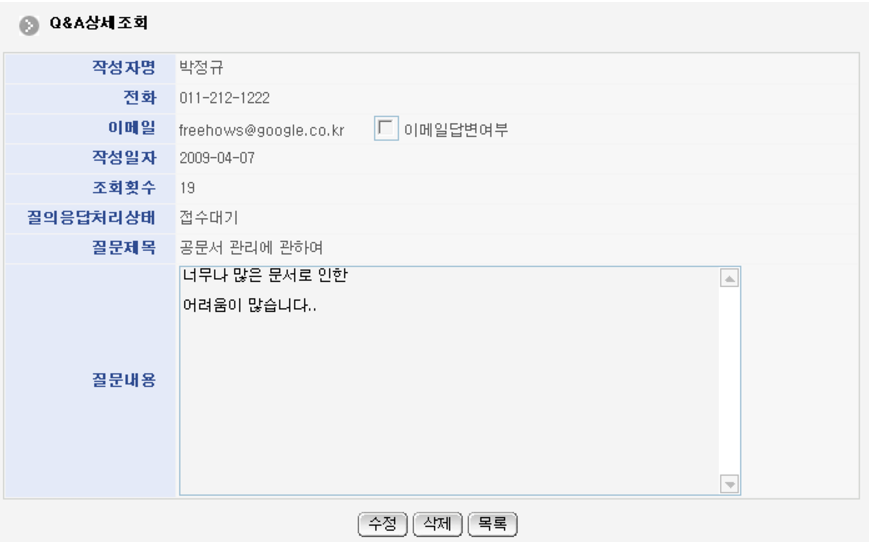 Q&A상세조회
작성자명 박정규
전화 011-212-1222
이메일 freehows@google.co.kr 이메일답변여부
작성일자 2009-04-07
조회횟수 19
질의응답처리상태 접수대기
질문제목 공문서 관리에 관하여
질문내용 너무나 많은 문서로 인한
어려움이 많습니다..
수정 삭제 목록